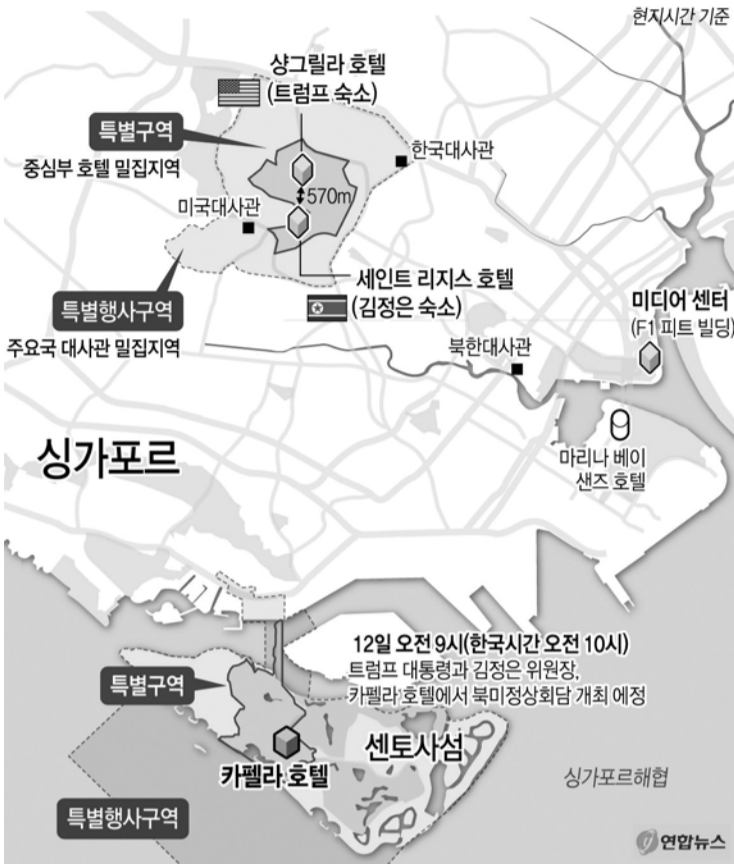 현지시간 기준
샹그릴라 호텔
(트럼프 숙소)
특별구역
중심부 호텔 밀집지역
한국대사관
570m
미국대사관
세인트 리지스 호텔
(김정은 숙소)
특별행사구역
주요국 대사관 밀집지역
미디어 센터
(F1 피트 빌딩)
북한대사관
싱가포르
마리나 베이
샌즈 호텔
12일 오전 9시(한국시간 오전 10시)
트럼프 대통령과 김정은 위원장,
카펠라 호텔에서 북미정상회담 개최 예정
특별구역
센토사섬
카펠라 호텔
싱가포르해협
특별행사구역
연합뉴스